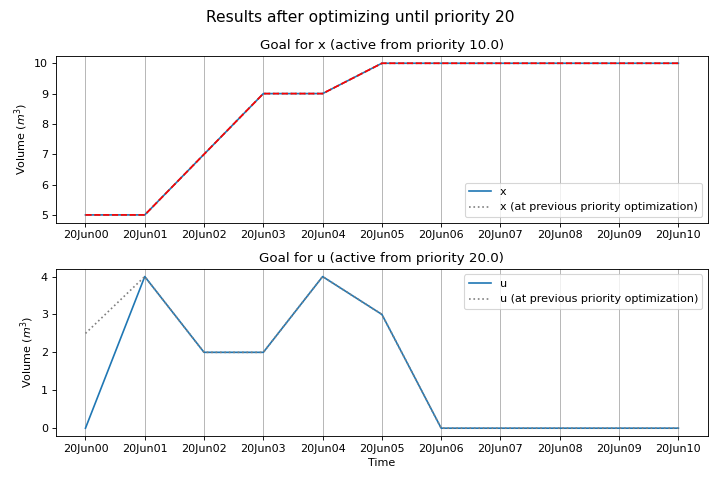 Results after optimizing until priority 20
Goal for x (active from priority 10.0)
Volume (m³)
10
9
8
7
6
5
x
x (at previous priority optimization)
20Jun00 20Jun01 20Jun02 20Jun03 20Jun04 20Jun05 20Jun06 20Jun07 20Jun08 20Jun09 20Jun10
Goal for u (active from priority 20.0)
Volume (m³)
4
3
2
1
0
u
u (at previous priority optimization)
20Jun00 20Jun01 20Jun02 20Jun03 20Jun04 20Jun05 20Jun06 20Jun07 20Jun08 20Jun09 20Jun10
Time